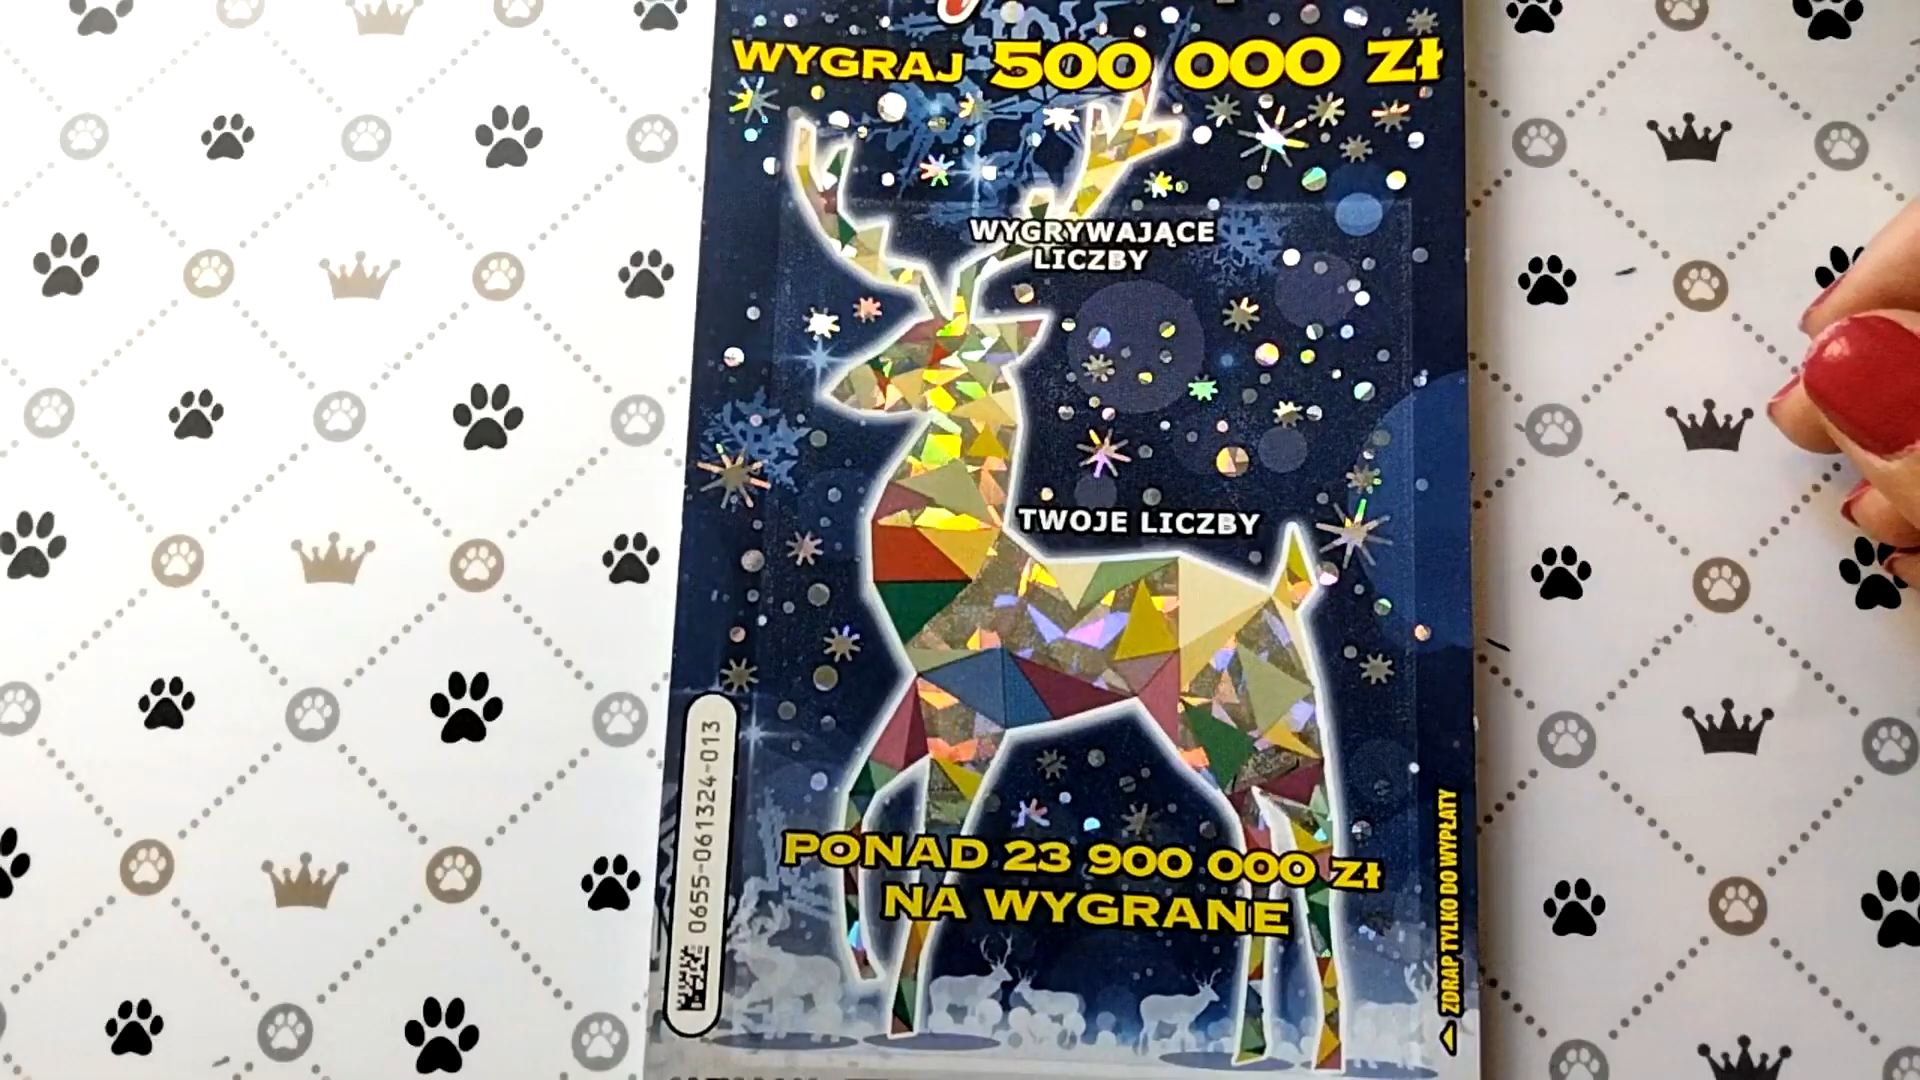 WYGRAJ 500 000 Zł
WYGRYWAJĄCE
LICZBY
TWOJE LICZBY
0655-061324-013
PONAD 23 900 000 Zł
NA WYGRANE
ZDRAP TYLKO DO WYPŁATY